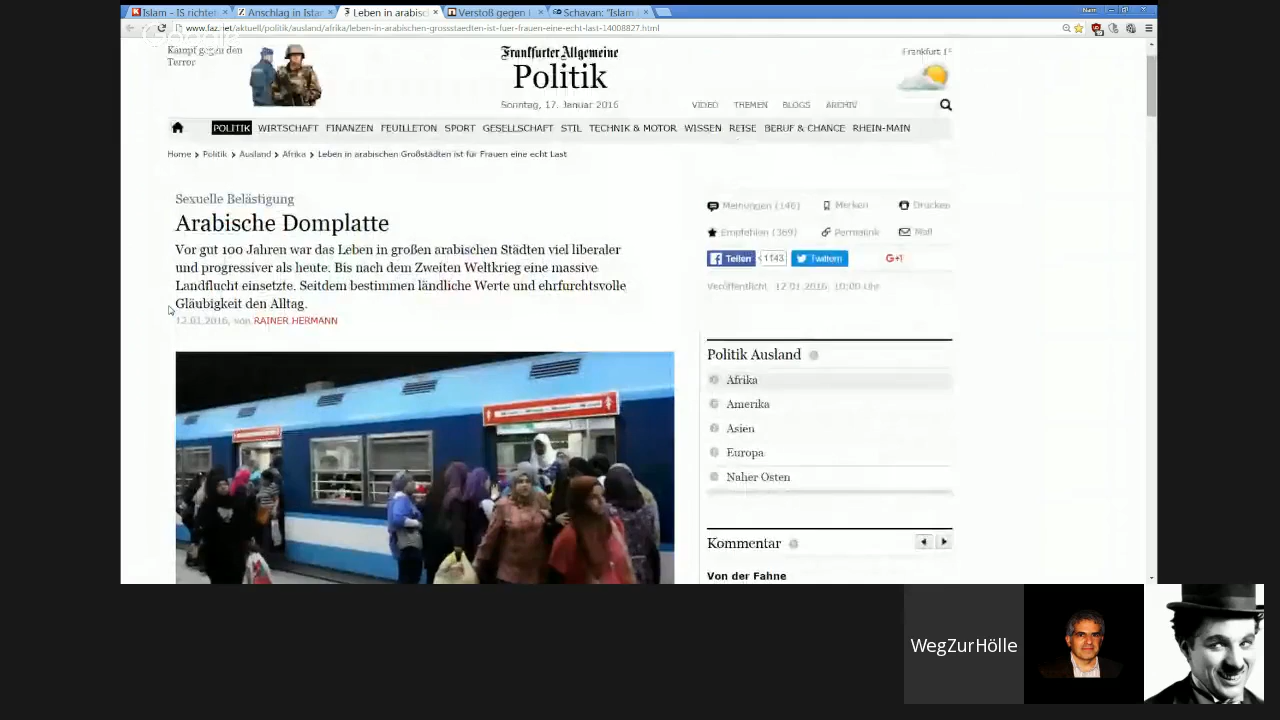 Islam - IS richtet
Anschlag in Istan
Leben in arabisc
Verstoß gegen
Schavan: "Islam
www.faz.net/aktuell/politik/ausland/afrika/leben-in-arabischen-grossstaedten-ist-fuer-frauen-eine-echt-last-14008827.html
Kampf gegen den
Terror
Frankfurter Allgemeine
Politik
Sonntag, 17. Januar 2016
Frankfurt
VIDEO THEMEN BLOGS ARCHIV
POLITIK WIRTSCHAFT FINANZEN FEUILLETON SPORT GESELLSCHAFT STIL TECHNIK & MOTOR WISSEN REISE BERUF & CHANCE RHEIN-MAIN
Home > Politik > Ausland > Afrika > Leben in arabischen Großstädten ist für Frauen eine echt Last
Sexuelle Belästigung
Arabische Domplatte
Vor gut 100 Jahren war das Leben in großen arabischen Städten viel liberaler
und progressiver als heute. Bis nach dem Zweiten Weltkrieg eine massive
Landflucht einsetzte. Seitdem bestimmen ländliche Werte und ehrfurchtsvolle
Gläubigkeit den Alltag.
12.01.2016, von RAINER HERMANN
Meinungen (146) Merken Drucken
Empfehlen (369) Permalink Mail
Teilen 1143 Twittern +1
Veröffentlicht: 12.01.2016, 10:00 Uhr
Politik Ausland
Afrika
Amerika
Asien
Europa
Naher Osten
Kommentar
Von der Fahne
WegZurHölle